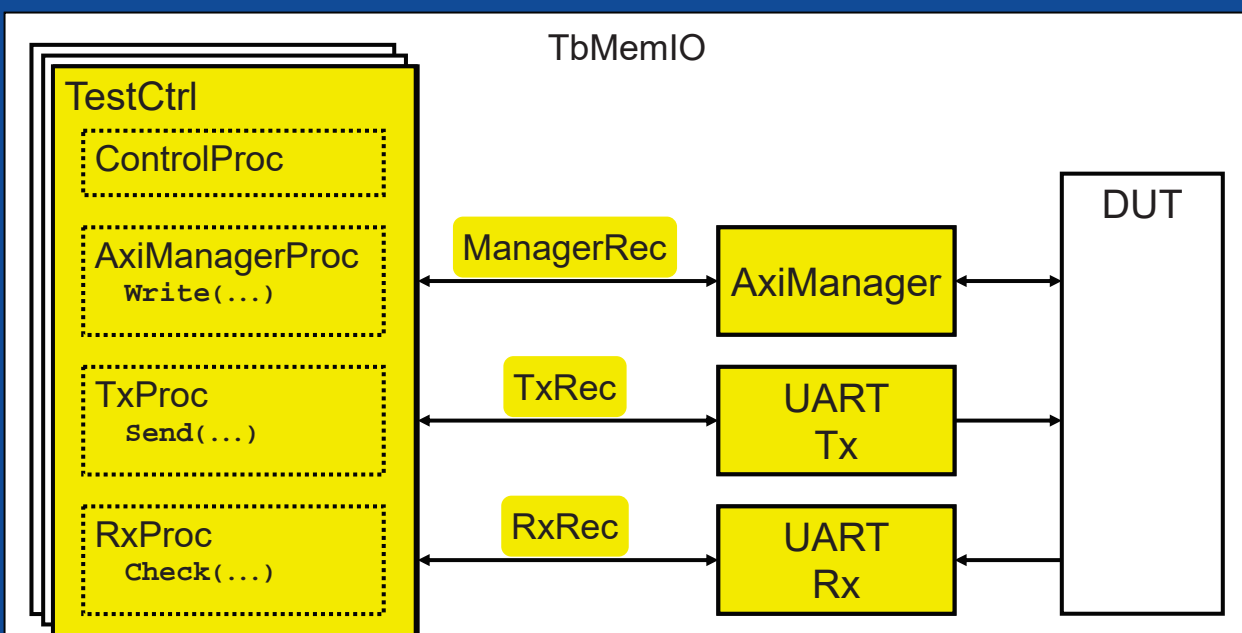 TbMemIO
TestCtrl
ControlProc
AxiManagerProc
Write(...)
TxProc
Send(...)
RxProc
Check(...)
ManagerRec
TxRec
RxRec
AxiManager
UART
Tx
UART
Rx
DUT